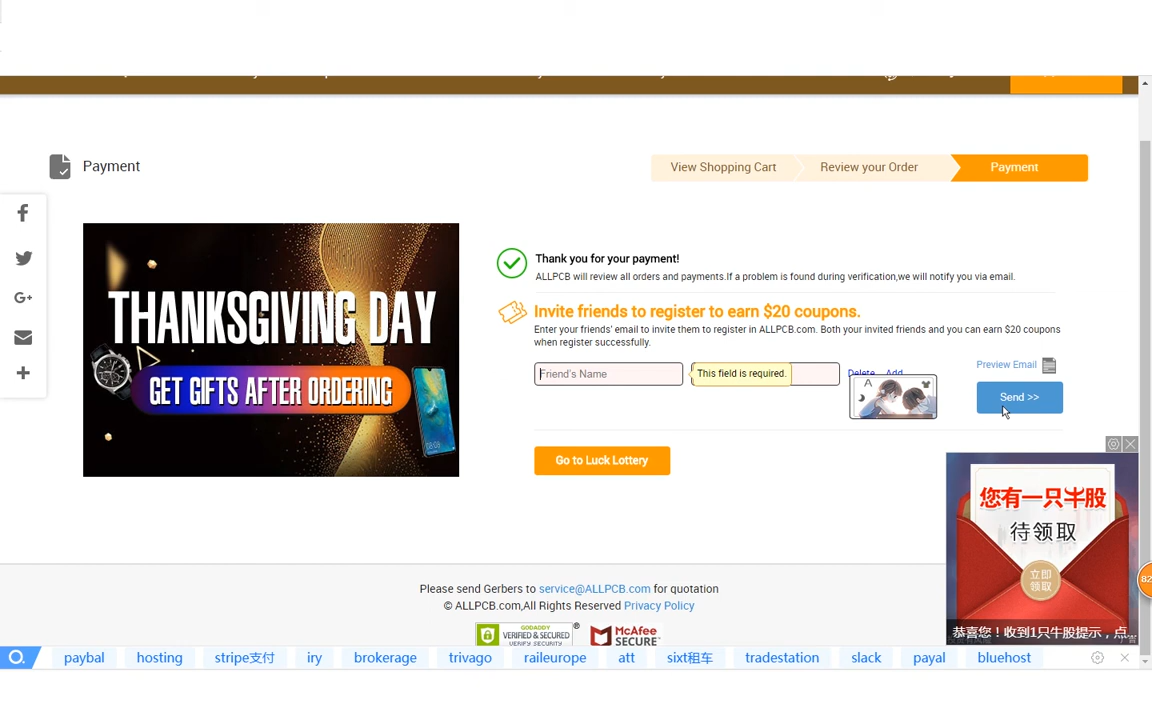 Payment
View Shopping Cart
Review your Order
Payment
THANKSGIVING DAY
GET GIFTS AFTER ORDERING
Thank you for your payment!
ALLPCB will review all orders and payments.If a problem is found during verification,we will notify you via email.
Invite friends to register to earn $20 coupons.
Enter your friends' email to invite them to register in ALLPCB.com. Both your invited friends and you can earn $20 coupons
when register successfully.
Friend's Name
This field is required.
Delete
Add
A
Preview Email
Send >>
Go to Luck Lottery
您有一只牛股
待领取
立即
领取
恭喜您！收到1只牛股提示，点...
82
Please send Gerbers to service@ALLPCB.com for quotation
© ALLPCB.com,All Rights Reserved Privacy Policy
GODADDY
VERIFIED & SECURED
VERIFY SECURITY
McAfee
SECURE
paybal
hosting
stripe支付
iry
brokerage
trivago
raileurope
att
sixt租车
tradestation
slack
payal
bluehost